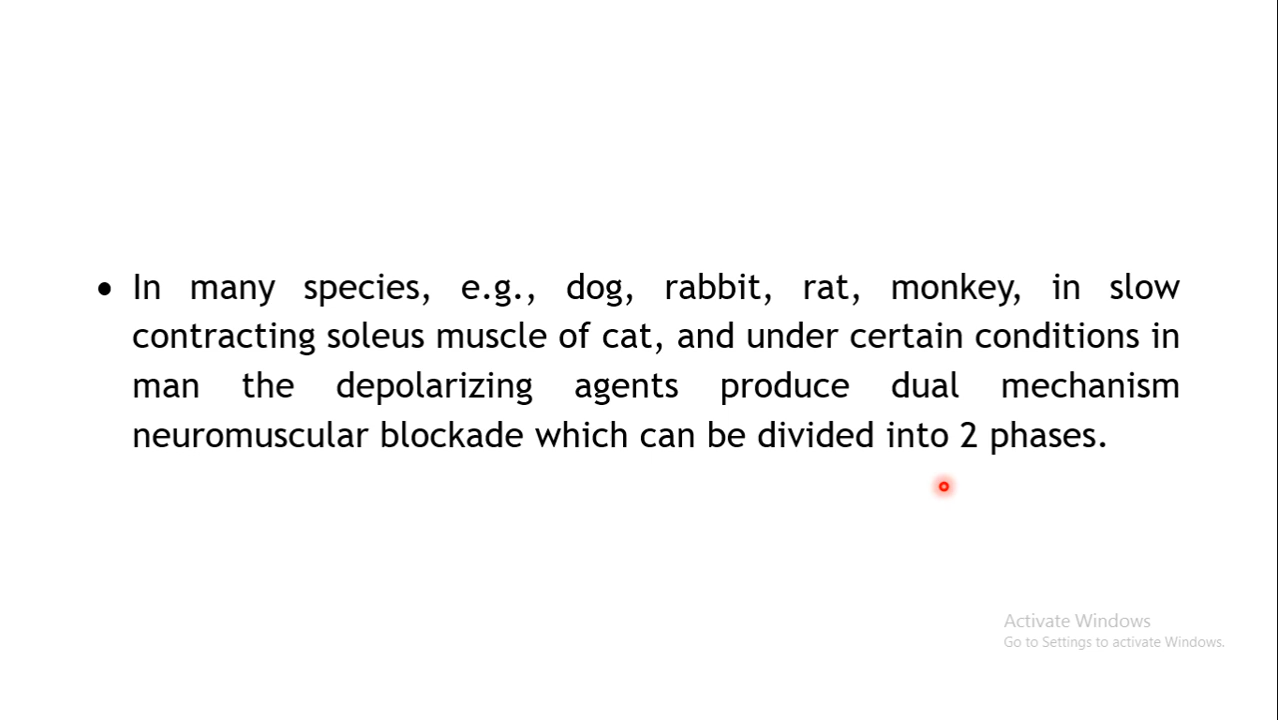 • In many species, e.g., dog, rabbit, rat, monkey, in slow
contracting soleus muscle of cat, and under certain conditions in
man the depolarizing agents produce dual mechanism
neuromuscular blockade which can be divided into 2 phases.
Activate Windows
Go to Settings to activate Windows.